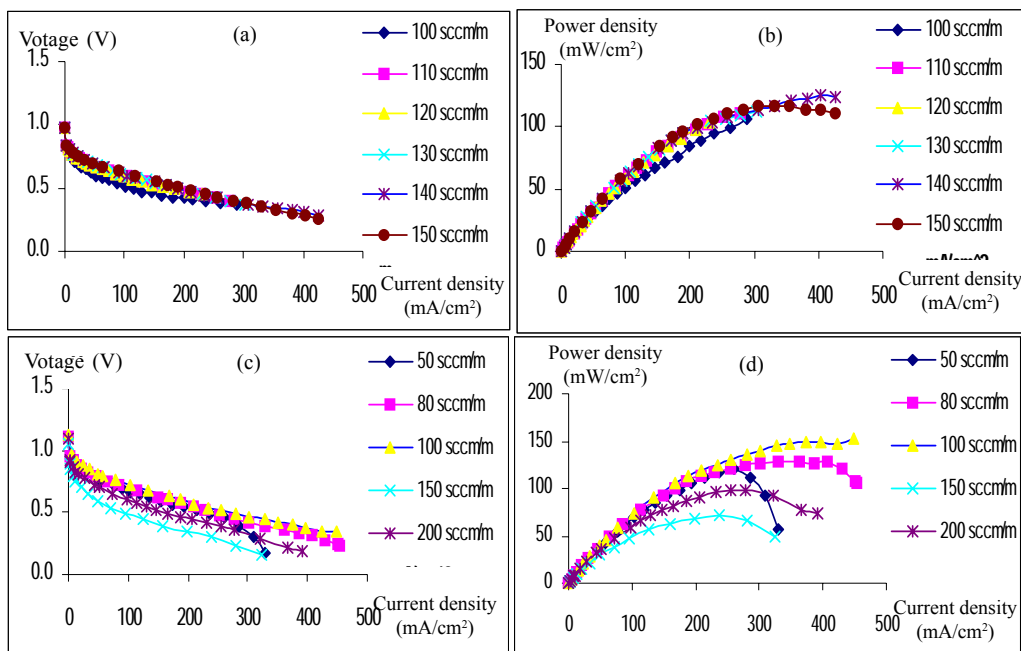 Votage (V)
(a)
1.5
1.0
0.5
0.0
0
100
200
300
400
500
Current density
(mA/cm²)
100 sccm/m
110 sccm/m
120 sccm/m
130 sccm/m
140 sccm/m
150 sccm/m
Power density
(mW/cm²)
(b)
150
100
50
0
0
100
200
300
400
500
Current density
(mA/cm²)
100 sccm/m
110 sccm/m
120 sccm/m
130 sccm/m
140 sccm/m
150 sccm/m
Votage (V)
(c)
1.5
1.0
0.5
0.0
0
100
200
300
400
500
Current density
(mA/cm²)
50 sccm/m
80 sccm/m
100 sccm/m
150 sccm/m
200 sccm/m
Power density
(mW/cm²)
(d)
200
150
100
50
0
0
100
200
300
400
500
Current density
(mA/cm²)
50 sccm/m
80 sccm/m
100 sccm/m
150 sccm/m
200 sccm/m